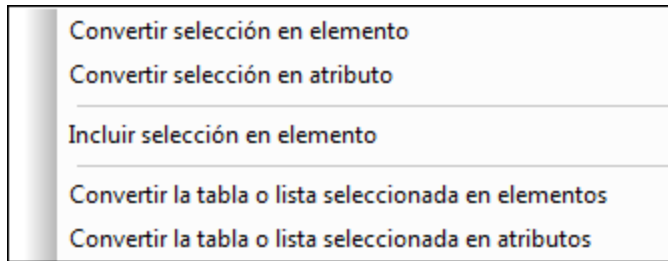 Convertir selección en elemento
Convertir selección en atributo
Incluir selección en elemento
Convertir la tabla o lista seleccionada en elementos
Convertir la tabla o lista seleccionada en atributos